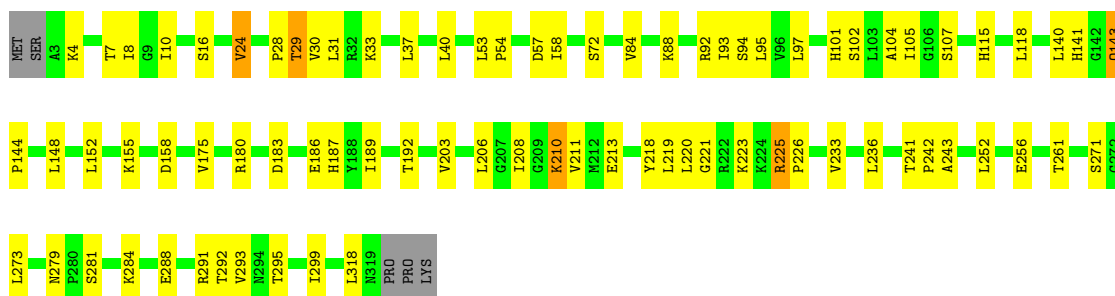 MET SER A3 K4 T7 I8 G9 I10 S16 V24 P28 T29 V30 L31 R32 K33 L37 L40 L53 P54 D57 I58 S72 V84 K88 R92 I93 S94 L95 V96 L97 H101 S102 L103 A104 I105 G106 S107 H115 L118 L140 H141 G142
P144 L148 L152 K155 D158 V175 R180 D183 E186 H187 Y188 I189 T192 V203 L206 G207 I208 G209 K210 V211 M212 E213 Y218 L219 L220 G221 R222 K223 K224 R225 P226 V233 L236 T241 P242 A243 L252 E256 T261 S271
L273 N279 P280 S281 K284 E288 R291 T292 V293 N294 T295 I299 L318 N319 PRO PRO LYS